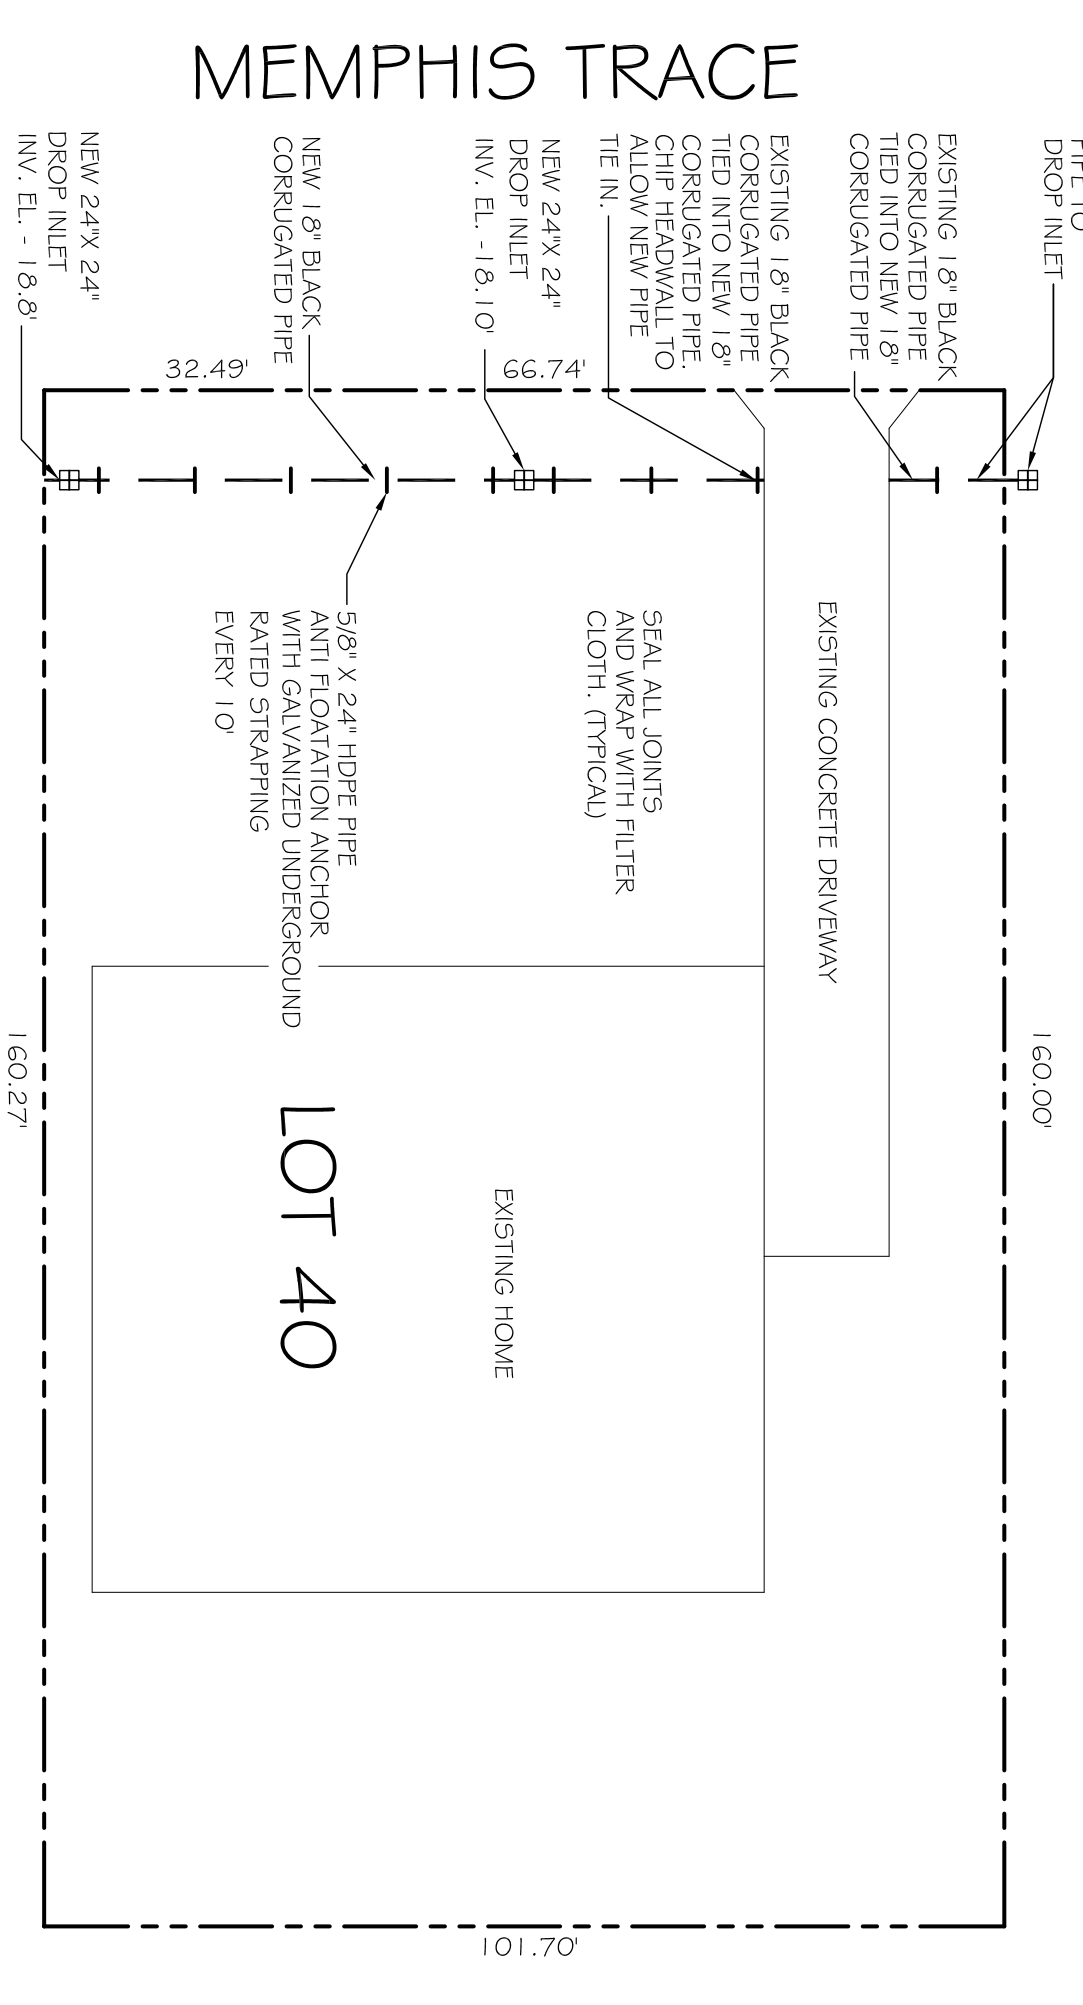 MEMPHIS TRACE
PIPE TO
DROP INLET
EXISTING 18" BLACK
CORRUGATED PIPE
TIED INTO NEW 18"
CORRUGATED PIPE
EXISTING 18" BLACK
CORRUGATED PIPE
TIED INTO NEW 18"
CORRUGATED PIPE.
CHIP HEADWALL TO
ALLOW NEW PIPE
TIE IN.
NEW 24"X 24"
DROP INLET
INV. EL. - 18.10'
NEW 18" BLACK
CORRUGATED PIPE
NEW 24"X 24"
DROP INLET
INV. EL. - 18.8'
32.49'
66.74'
EXISTING CONCRETE DRIVEWAY
SEAL ALL JOINTS
AND WRAP WITH FILTER
CLOTH. (TYPICAL)
5/8" X 24" HDPE PIPE
ANTI FLOATATION ANCHOR
WITH GALVANIZED UNDERGROUND
RATED STRAPPING
EVERY 10'
160.00'
160.27'
LOT 40
EXISTING HOME
101.70'